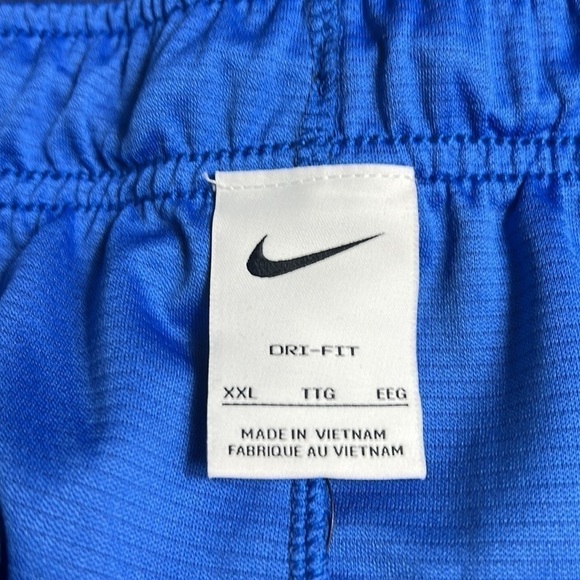 DRI-FIT
XXL TTG EEG
MADE IN VIETNAM
FABRIQUE AU VIETNAM